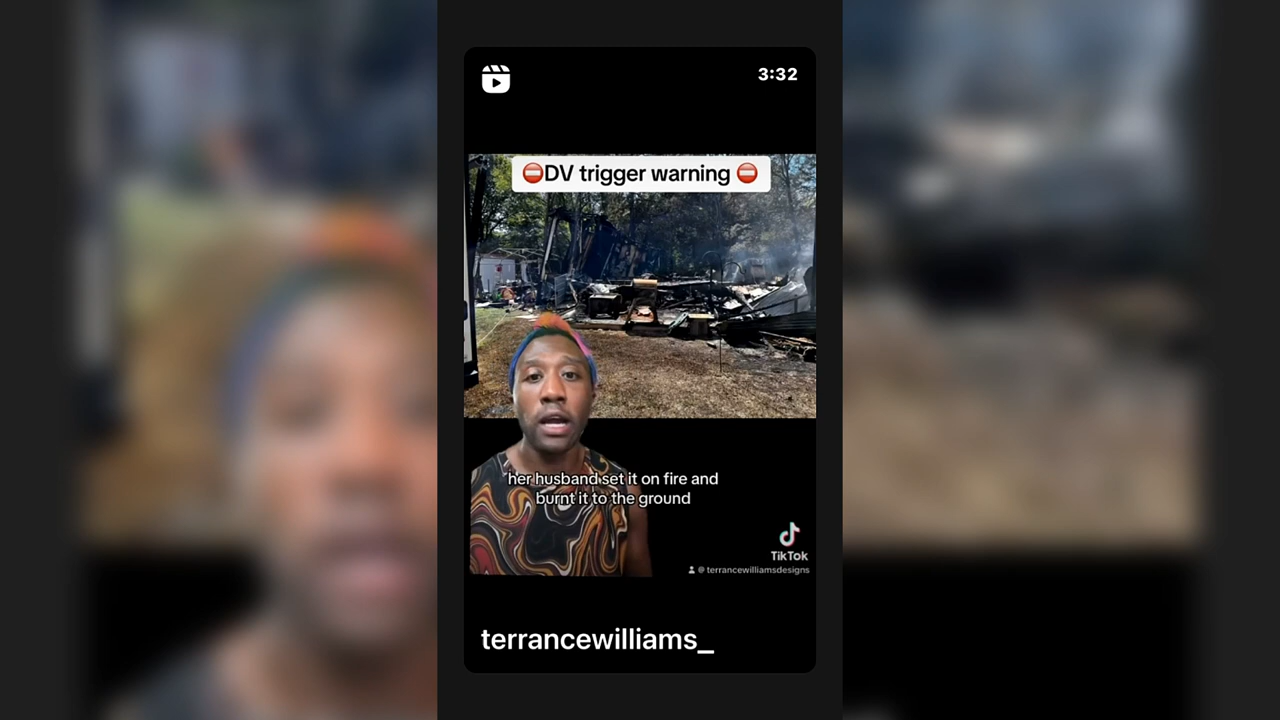 3:32
⛔DV trigger warning ⛔
her husband set it on fire and
burnt it to the ground
TikTok
@ terrancewilliamsdesigns
terrancewilliams_